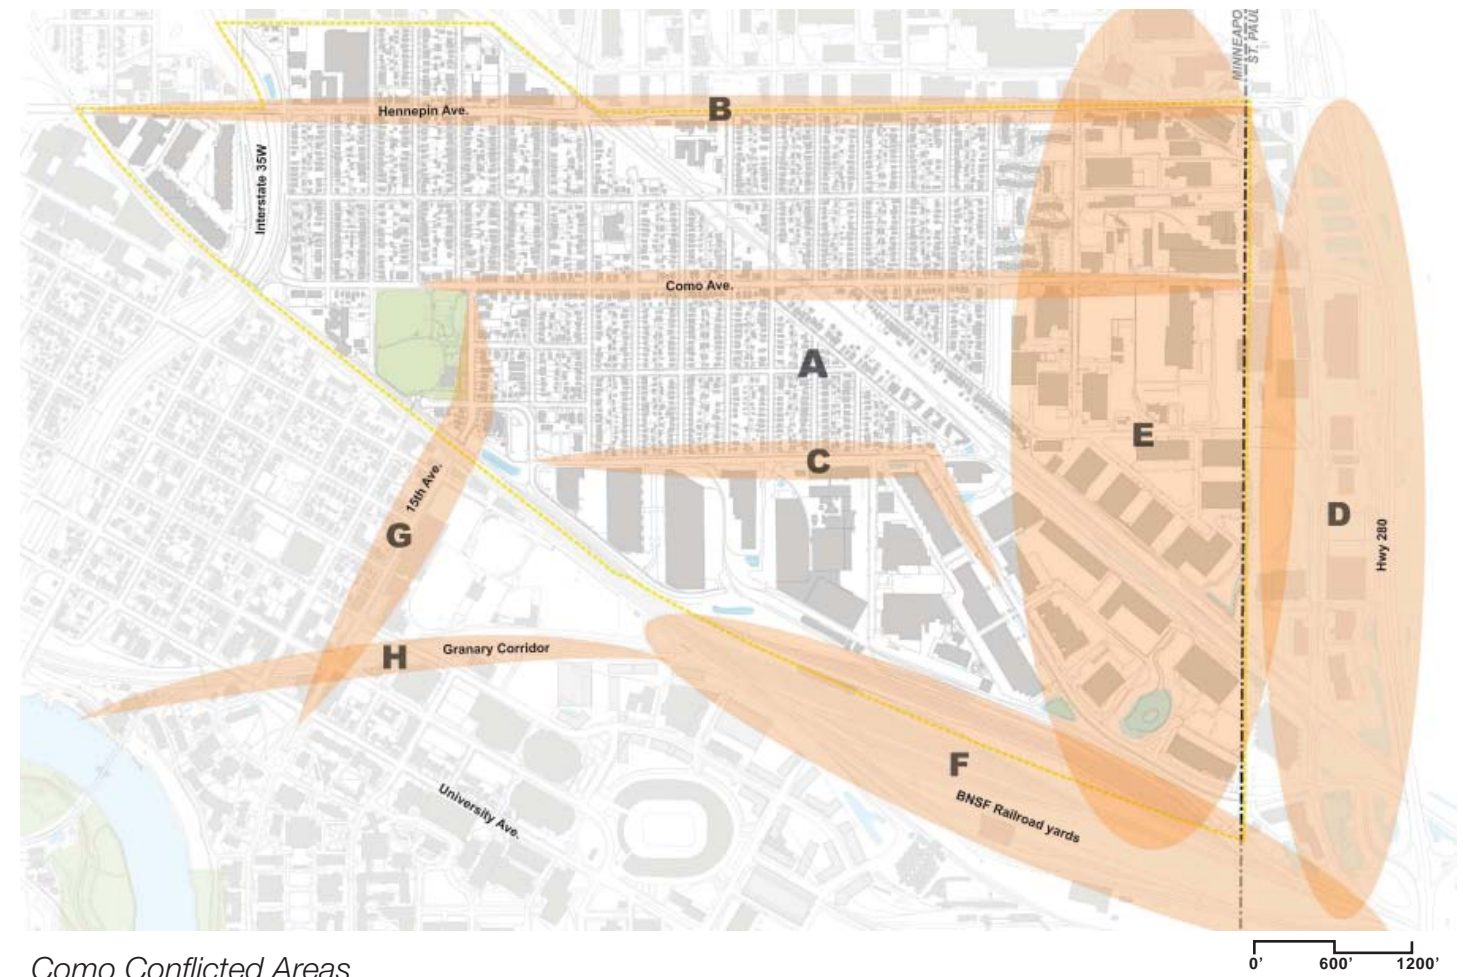 MINNEAPO
ST. PAUL
Hennepin Ave.
B
Interstate 35W
Como Ave.
A
E
C
15th Ave.
G
D
Hwy 280
H
Granary Corridor
F
BNSF Railroad yards
University Ave.
Como Conflicted Areas
0' 600' 1200'